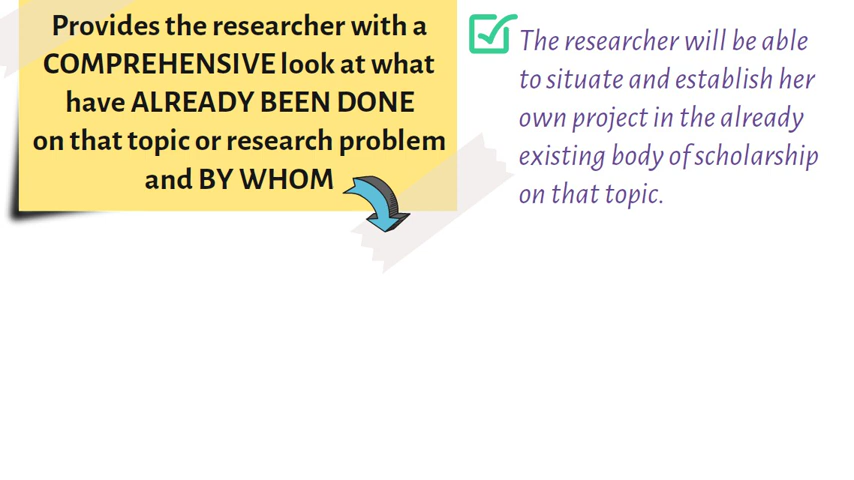 Provides the researcher with a
COMPREHENSIVE look at what
have ALREADY BEEN DONE
on that topic or research problem
and BY WHOM
The researcher will be able
to situate and establish her
own project in the already
existing body of scholarship
on that topic.